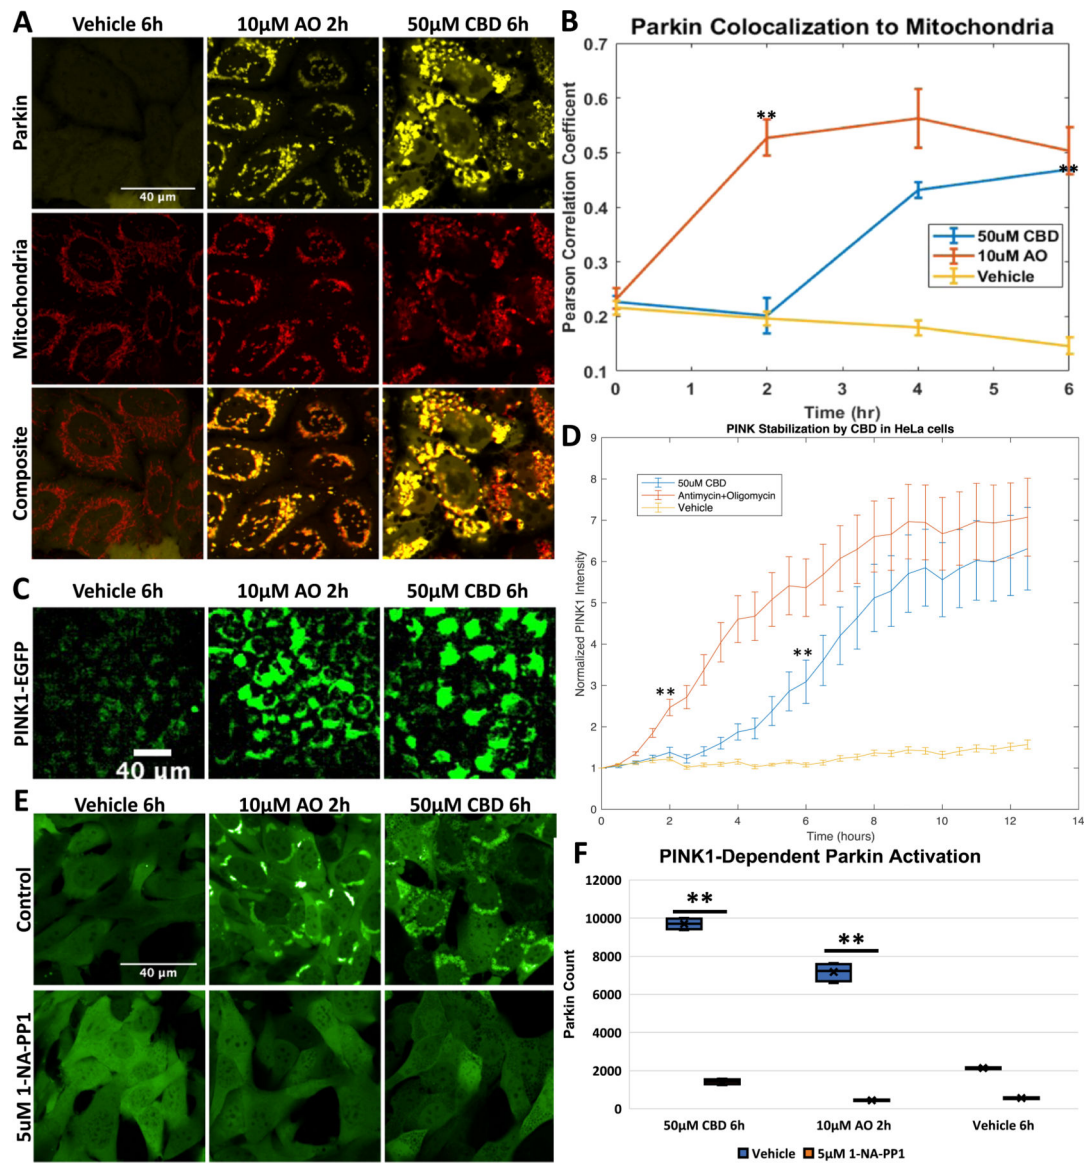 A
Vehicle 6h
10µM AO 2h
50µM CBD 6h
Parkin
40 µm
Mitochondria
Composite
B
Parkin Colocalization to Mitochondria
0.7
0.6
0.5
0.4
0.3
0.2
0.1
Pearson Correlation Coefficent
**
**
50uM CBD
10uM AO
Vehicle
0 1 2 3 4 5 6
Time (hr)
C
Vehicle 6h
10µM AO 2h
50µM CBD 6h
PINK1-EGFP
40 µm
D
PINK Stabilization by CBD in HeLa cells
9
8
7
6
5
4
3
2
1
0
Normalized PINK1 Intensity
50uM CBD
Antimycin+Oligomycin
Vehicle
**
**
0 2 4 6 8 10 12 14
Time (hours)
E
Vehicle 6h
10µM AO 2h
50µM CBD 6h
Control
40 µm
5uM 1-NA-PP1
F
PINK1-Dependent Parkin Activation
12000
10000
8000
6000
4000
2000
0
Parkin Count
**
**
50µM CBD 6h
10µM AO 2h
Vehicle 6h
Vehicle
5µM 1-NA-PP1